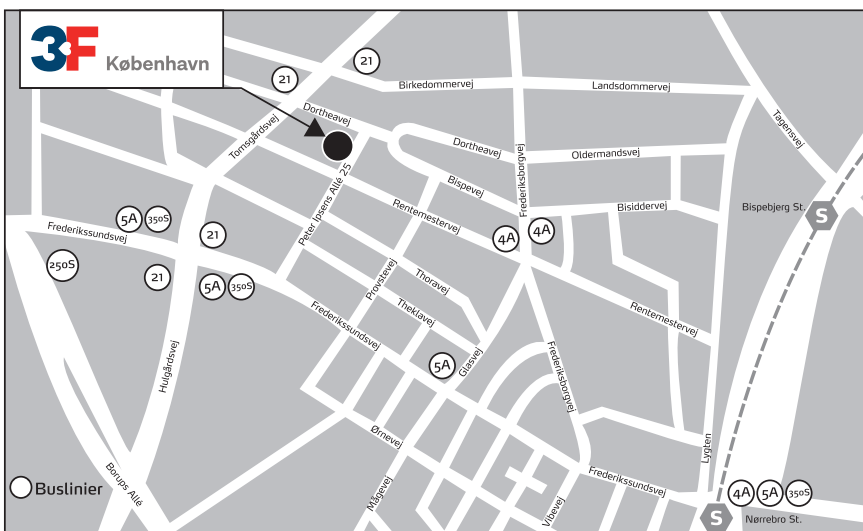 3F København
21
21
Birkedommervej
Landsdommervej
Dortheavej
Tomsgårdsvej
Tagensvej
Dortheavej
Oldermandsvej
Frederiksborgvej
Peter Ipsens Allé 25
Bispevej
Rentemestervej
Bisiddervej
Bispebjerg St.
S
5A 350S
Frederikssundsvej
21
4A 4A
250S
21
5A 350S
Provstevej
Thoravej
Theklavej
Rentemestervej
Frederikssundsvej
Hulgårdsvej
5A
Glasvej
Frederiksborgvej
Ørnevej
Lygten
Borups Allé
Buslinier
Mågevej
Vibevej
Frederikssundsvej
4A 5A 350S
S
Nørrebro St.